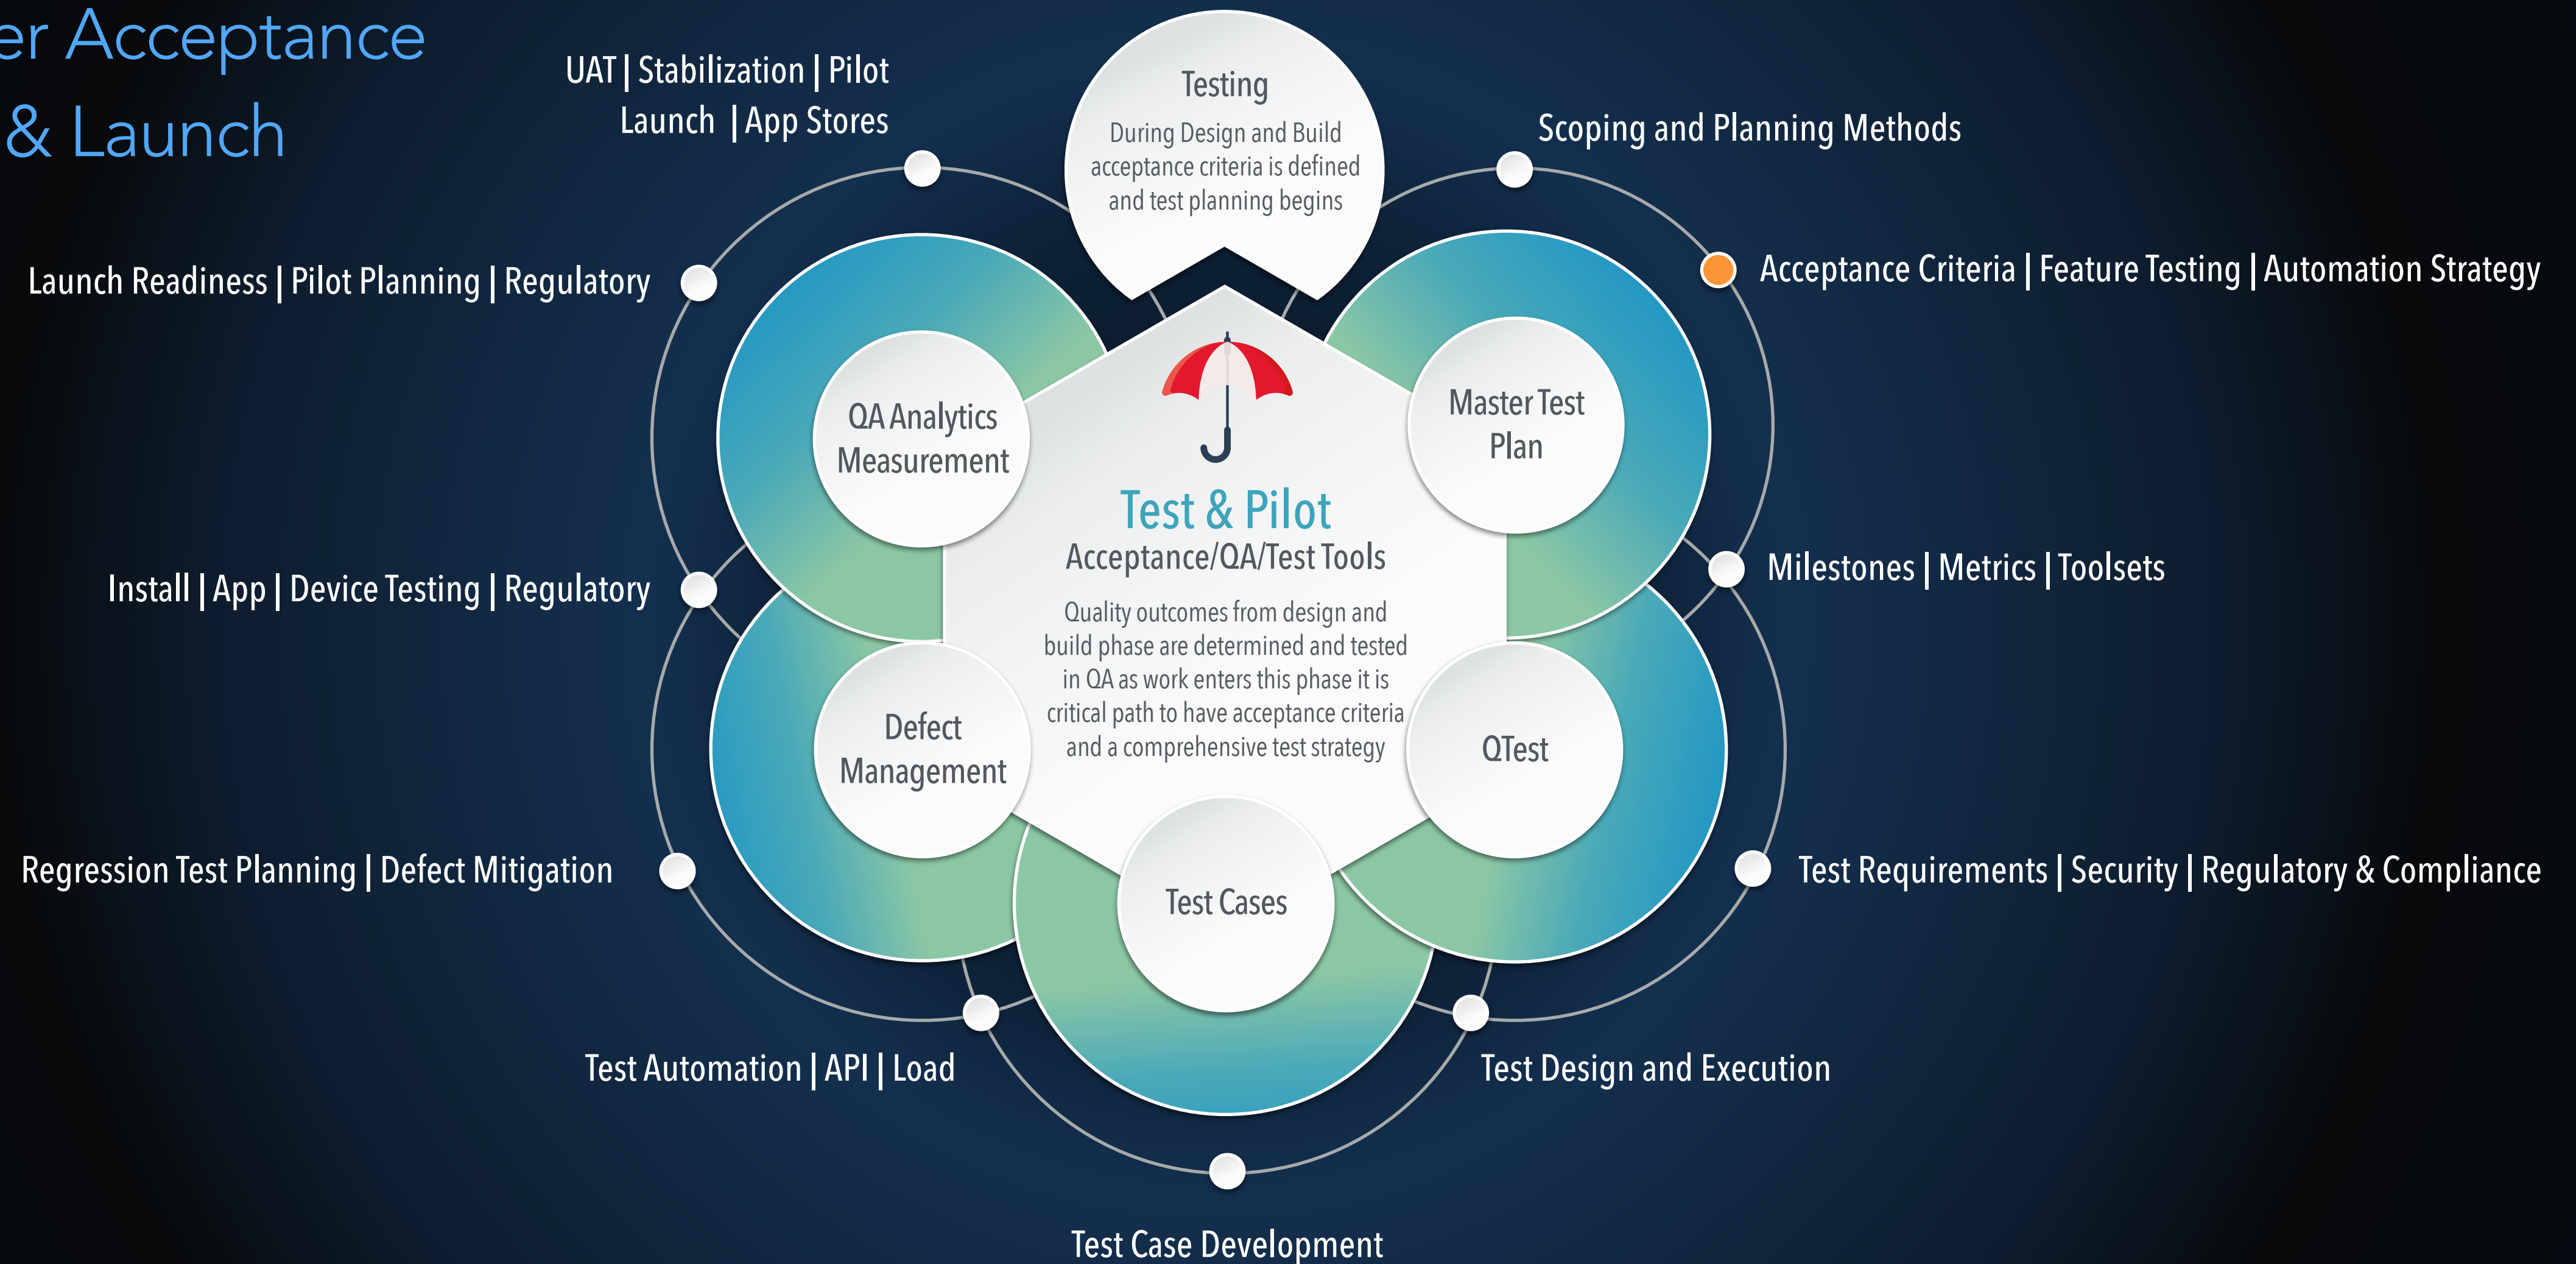 er Acceptance
& Launch
UAT | Stabilization | Pilot
Launch | App Stores
Testing
During Design and Build
acceptance criteria is defined
and test planning begins
Scoping and Planning Methods
Launch Readiness | Pilot Planning | Regulatory
Acceptance Criteria | Feature Testing | Automation Strategy
QA Analytics
Measurement
Master Test
Plan
Test & Pilot
Acceptance/QA/Test Tools
Quality outcomes from design and
build phase are determined and tested
in QA as work enters this phase it is
critical path to have acceptance criteria
and a comprehensive test strategy
Install | App | Device Testing | Regulatory
Milestones | Metrics | Toolsets
Defect
Management
QTest
Regression Test Planning | Defect Mitigation
Test Cases
Test Requirements | Security | Regulatory & Compliance
Test Automation | API | Load
Test Design and Execution
Test Case Development